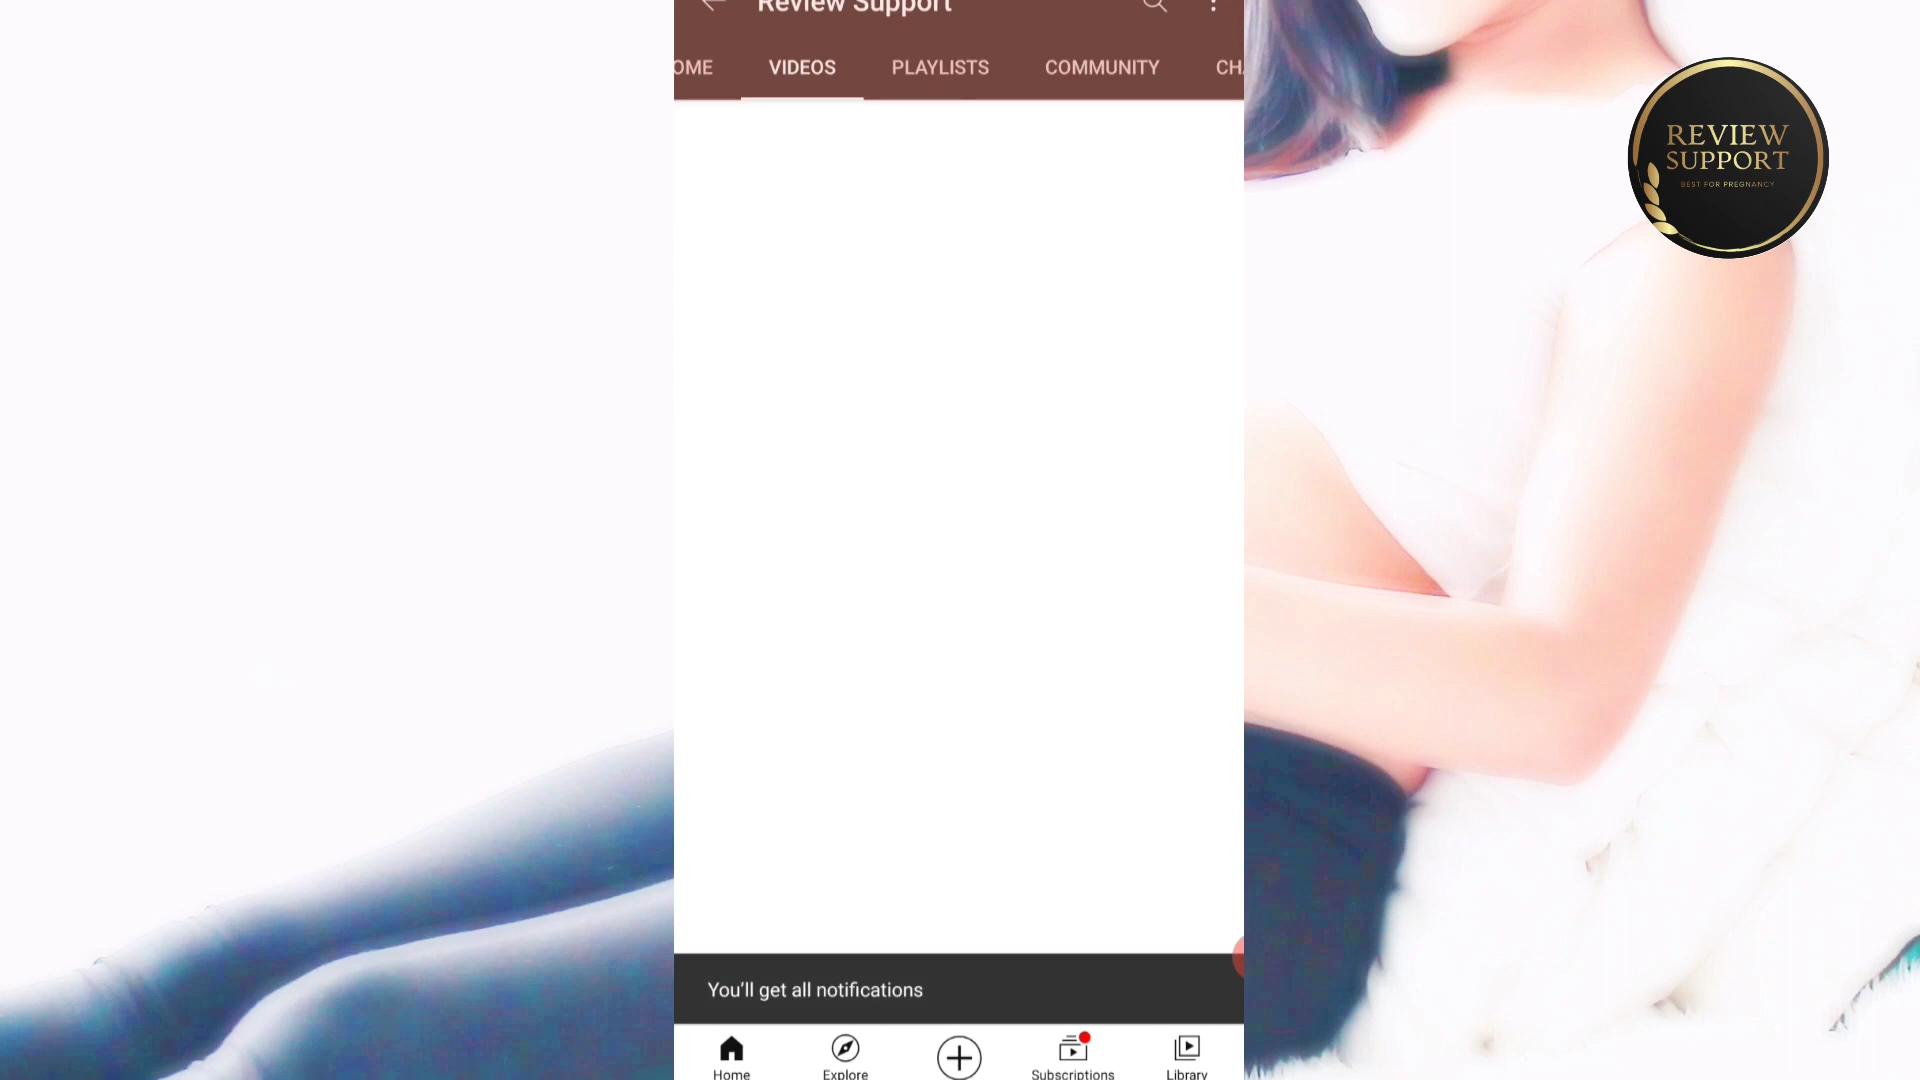 Review Support
OME
VIDEOS
PLAYLISTS
COMMUNITY
CH
REVIEW
SUPPORT
BEST FOR PREGNANCY
You'll get all notifications
Home
Explore
Subscriptions
Library